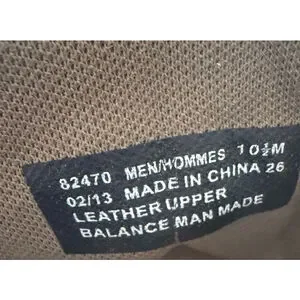 82470 MEN/HOMMES 10½M
02/13 MADE IN CHINA 26
LEATHER UPPER
BALANCE MAN MADE